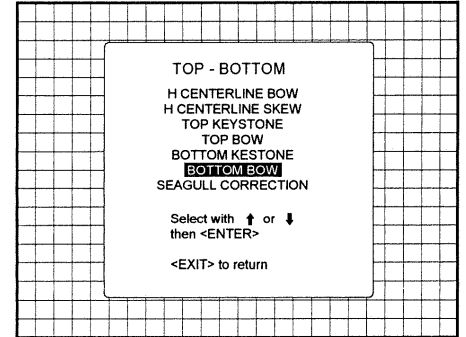 TOP - BOTTOM
H CENTERLINE BOW
H CENTERLINE SKEW
TOP KEYSTONE
TOP BOW
BOTTOM KESTONE
BOTTOM BOW
SEAGULL CORRECTION
Select with ↑ or ↓
then <ENTER>
<EXIT> to return